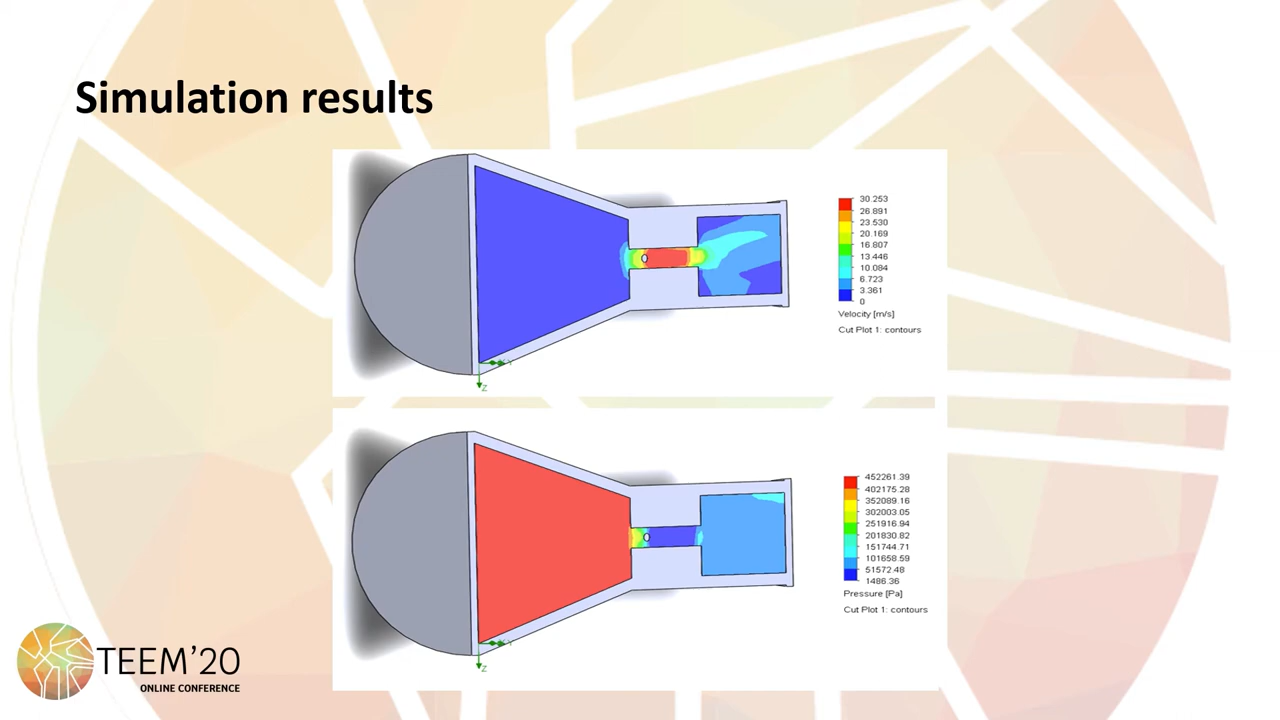 Simulation results
30.253
26.891
23.530
20.169
16.807
13.446
10.084
6.723
3.361
0
Velocity [m/s]
Cut Plot 1: contours
Y
Z
452261.39
402175.28
352089.16
302003.05
251916.94
201830.82
151744.71
101658.59
51572.48
1486.36
Pressure [Pa]
Cut Plot 1: contours
Y
Z
TEEM'20
ONLINE CONFERENCE